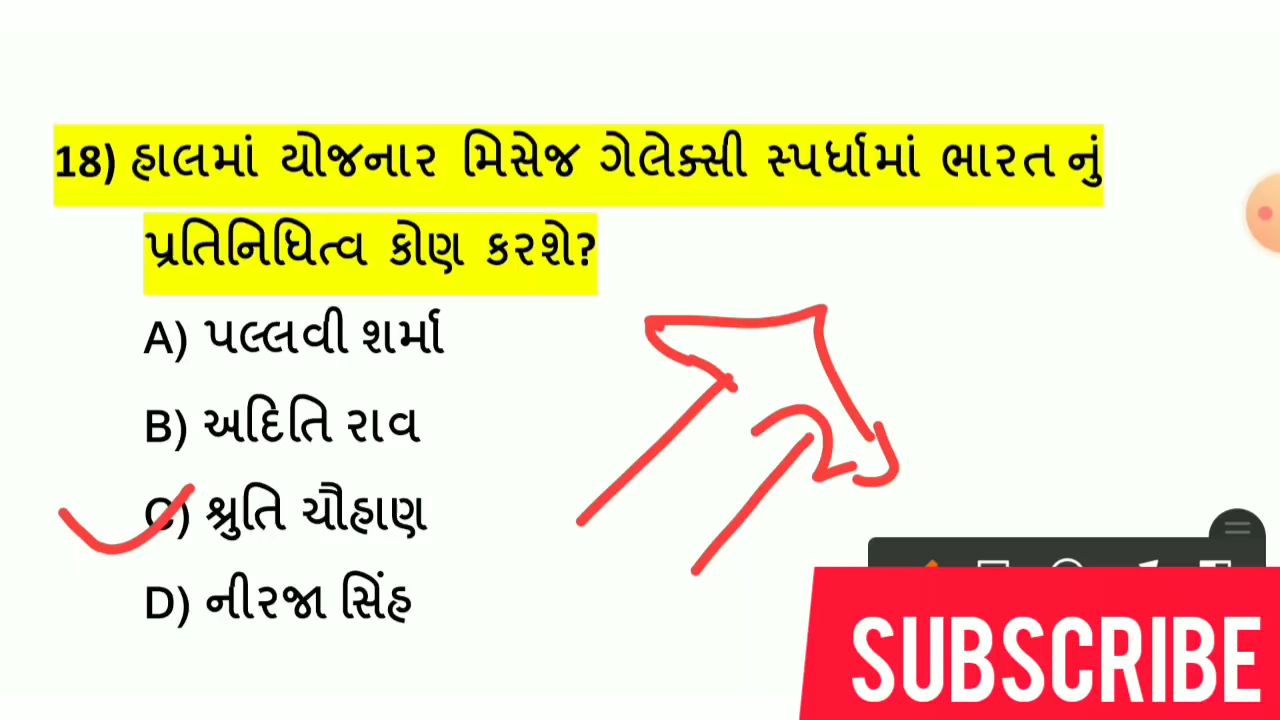 18) હાલમાં યોજનાર મિસેજ ગેલેક્સી સ્પર્ધામાં ભારત નું
પ્રતિનિધિત્વ કોણ કરશે?
A) પલ્લવી શર્મા
B) અદિતિ રાવ
C) શ્રુતિ ચૌહાણ
D) નીરજા સિંહ
SUBSCRIBE